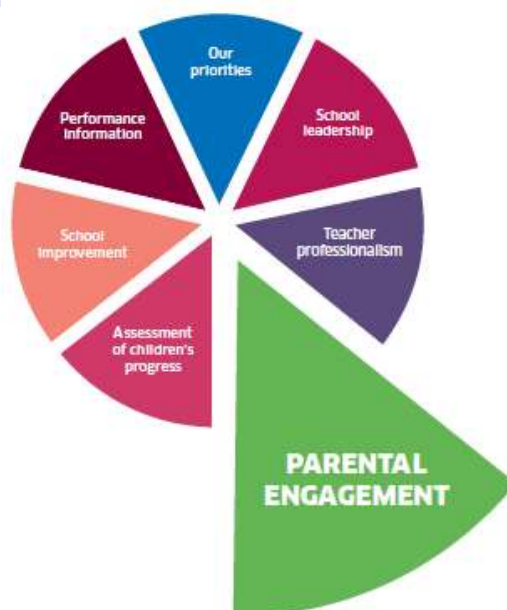 Our
priorities
School
leadership
Performance
Information
Teacher
professionalism
School
Improvement
Assessment
of children's
progress
PARENTAL
ENGAGEMENT